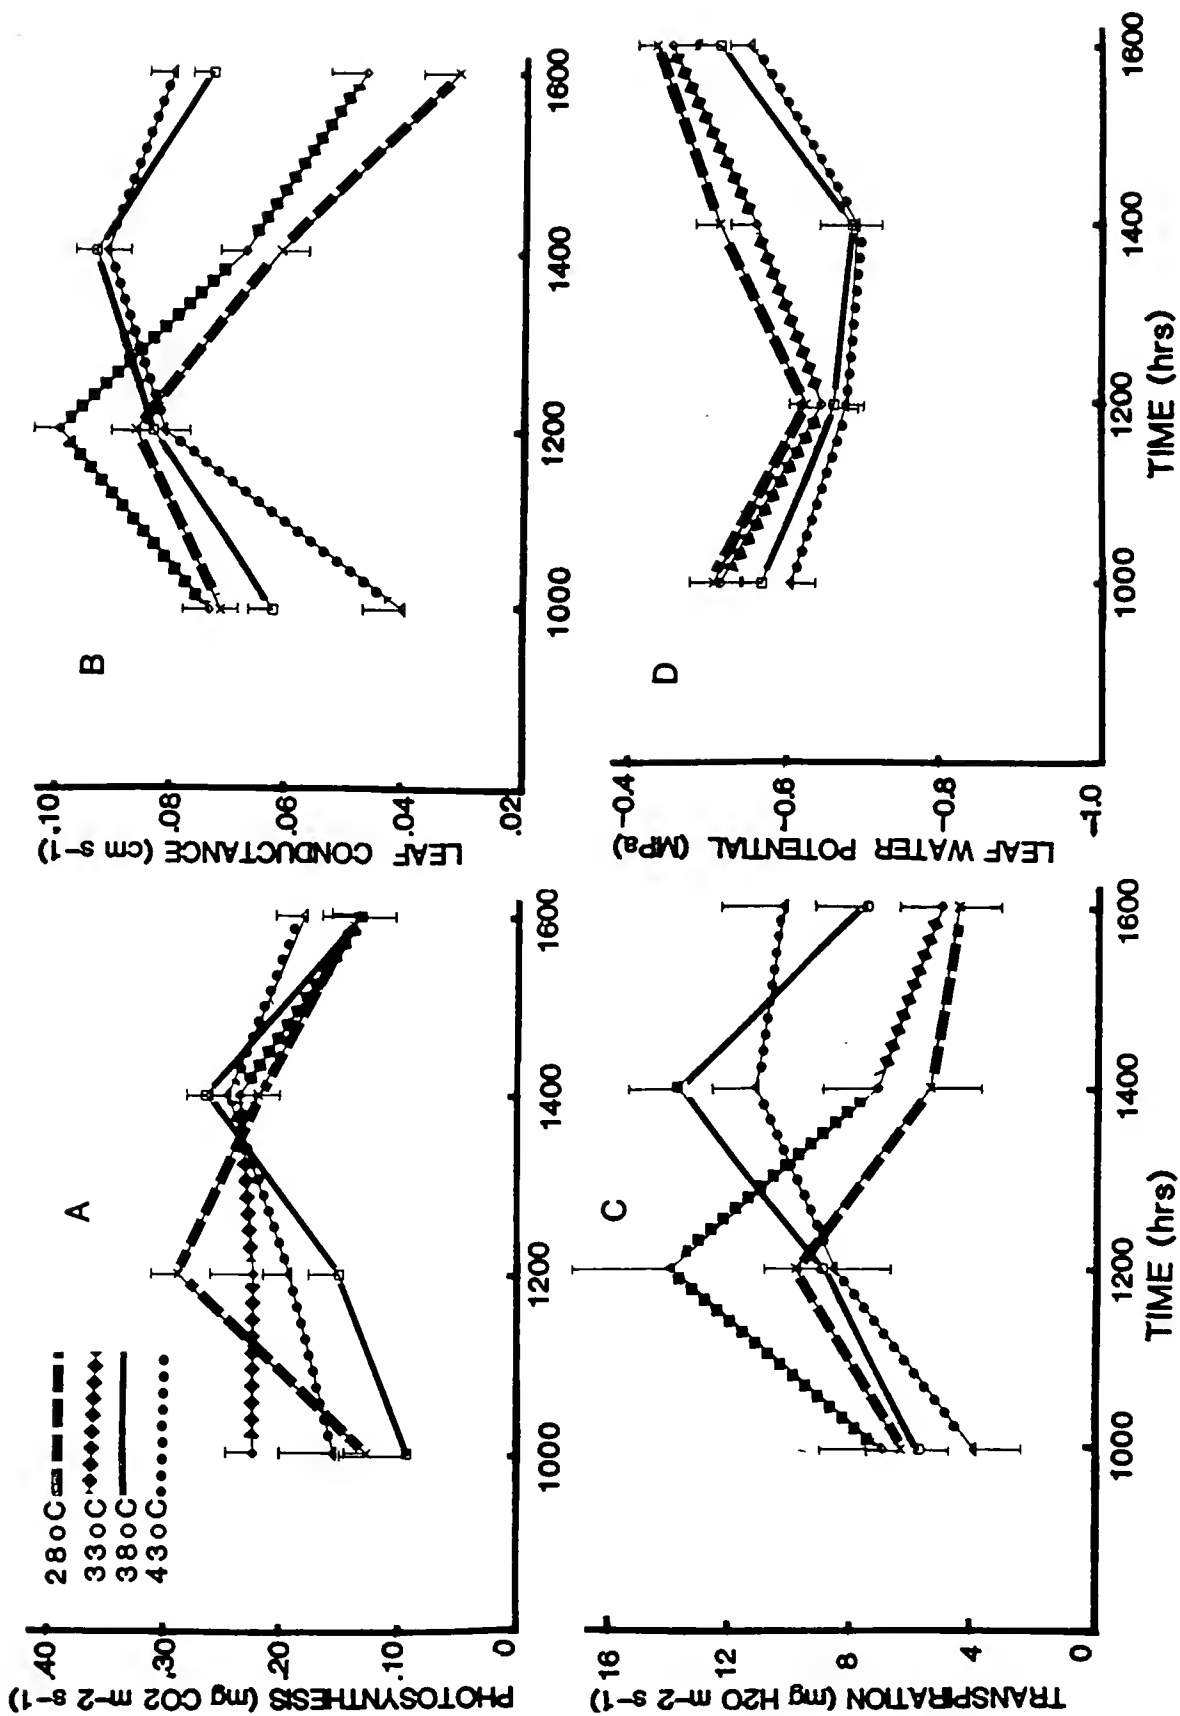 A
28oC
33oC
38oC
43oC
PHOTOSYNTHESIS (mg CO2 m-2 s-1)
.40
.30
.20
.10
0
1000
1200
1400
1600
B
LEAF CONDUCTANCE (cm s-1)
.10
.08
.06
.04
.02
1000
1200
1400
1600
C
TRANSPIRATION (mg H2O m-2 s-1)
16
12
8
4
0
1000
1200
1400
1600
TIME (hrs)
D
LEAF WATER POTENTIAL (MPa)
-0.4
-0.6
-0.8
-1.0
1000
1200
1400
1600
TIME (hrs)